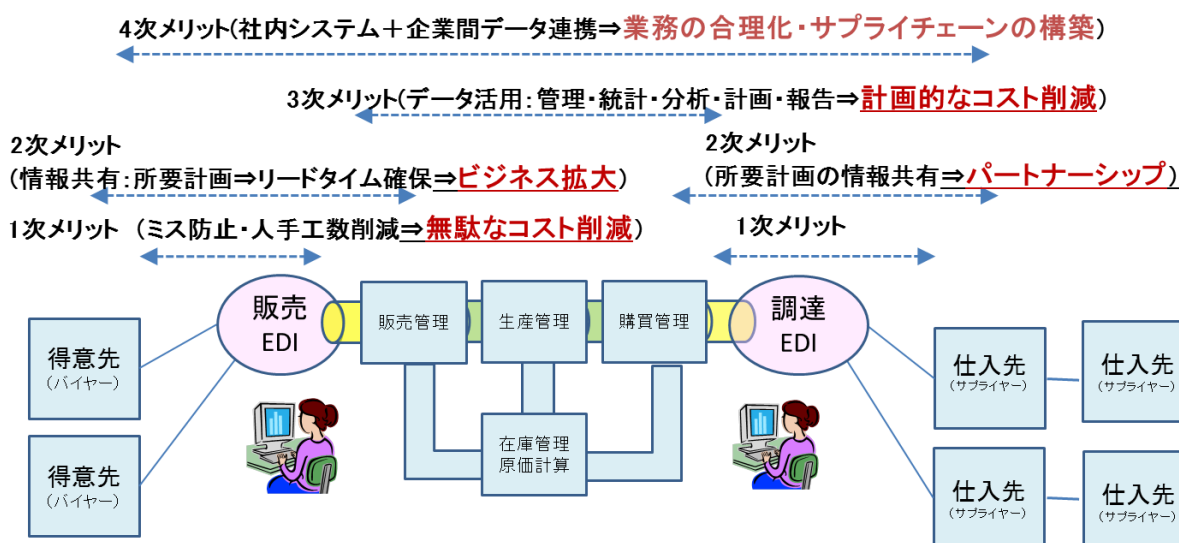 4次メリット(社内システム＋企業間データ連携⇒業務の合理化・サプライチェーンの構築)
3次メリット(データ活用:管理・統計・分析・計画・報告⇒計画的なコスト削減)
2次メリット
(情報共有:所要計画⇒リードタイム確保⇒ビジネス拡大)
2次メリット
(所要計画の情報共有⇒パートナーシップ)
1次メリット (ミス防止・人手工数削減⇒無駄なコスト削減)
1次メリット
販売
EDI
販売管理
生産管理
購買管理
調達
EDI
得意先
(バイヤー)
得意先
(バイヤー)
在庫管理
原価計算
仕入先
(サプライヤー)
仕入先
(サプライヤー)
仕入先
(サプライヤー)
仕入先
(サプライヤー)